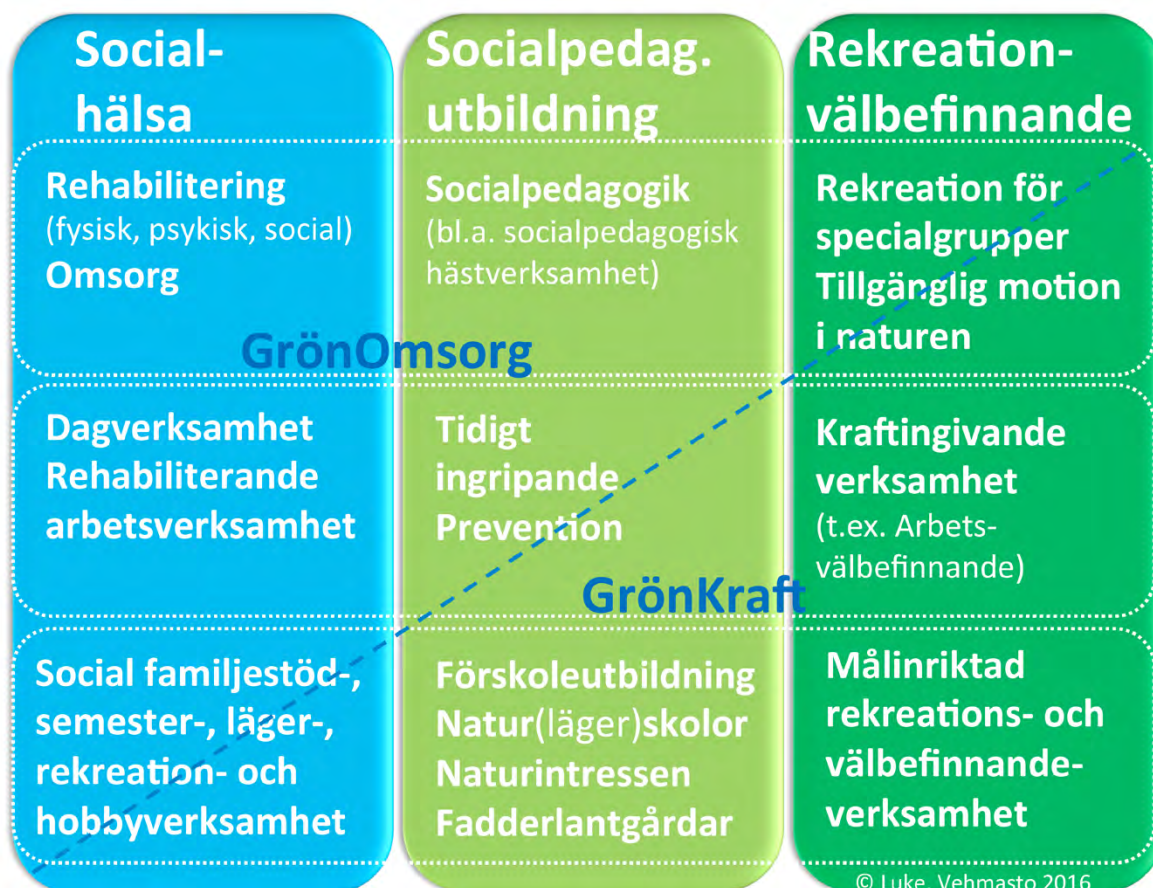 Social-
hälsa
Socialpedag.
utbildning
Rekreation-
välbefinnande
Rehabilitering
(fysisk, psykisk, social)
Omsorg
Socialpedagogik
(bl.a. socialpedagogisk
hästverksamhet)
Rekreation för
specialgrupper
Tillgänglig motion
i naturen
GrönOmsorg
Dagverksamhet
Rehabiliterande
arbetsverksamhet
Tidigt
ingripande
Prevention
Kraftingivande
verksamhet
(t.ex. Arbets-
välbefinnande)
GrönKraft
Social familjestöd-,
semester-, läger-,
rekreation- och
hobbyverksamhet
Förskoleutbildning
Natur(läger)skolor
Naturintressen
Fadderlantgårdar
Målinriktad
rekreations- och
välbefinnande-
verksamhet
© Luke, Vehmasto 2016